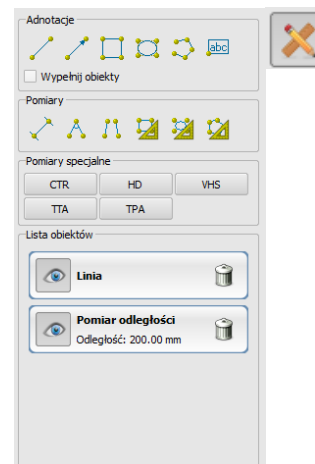 Adnotacje
abc
Wypełnij obiekty
Pomiary
Pomiary specjalne
CTR HD VHS
TTA TPA
Lista obiektów
Linia
Pomiar odległości
Odległość: 200.00 mm